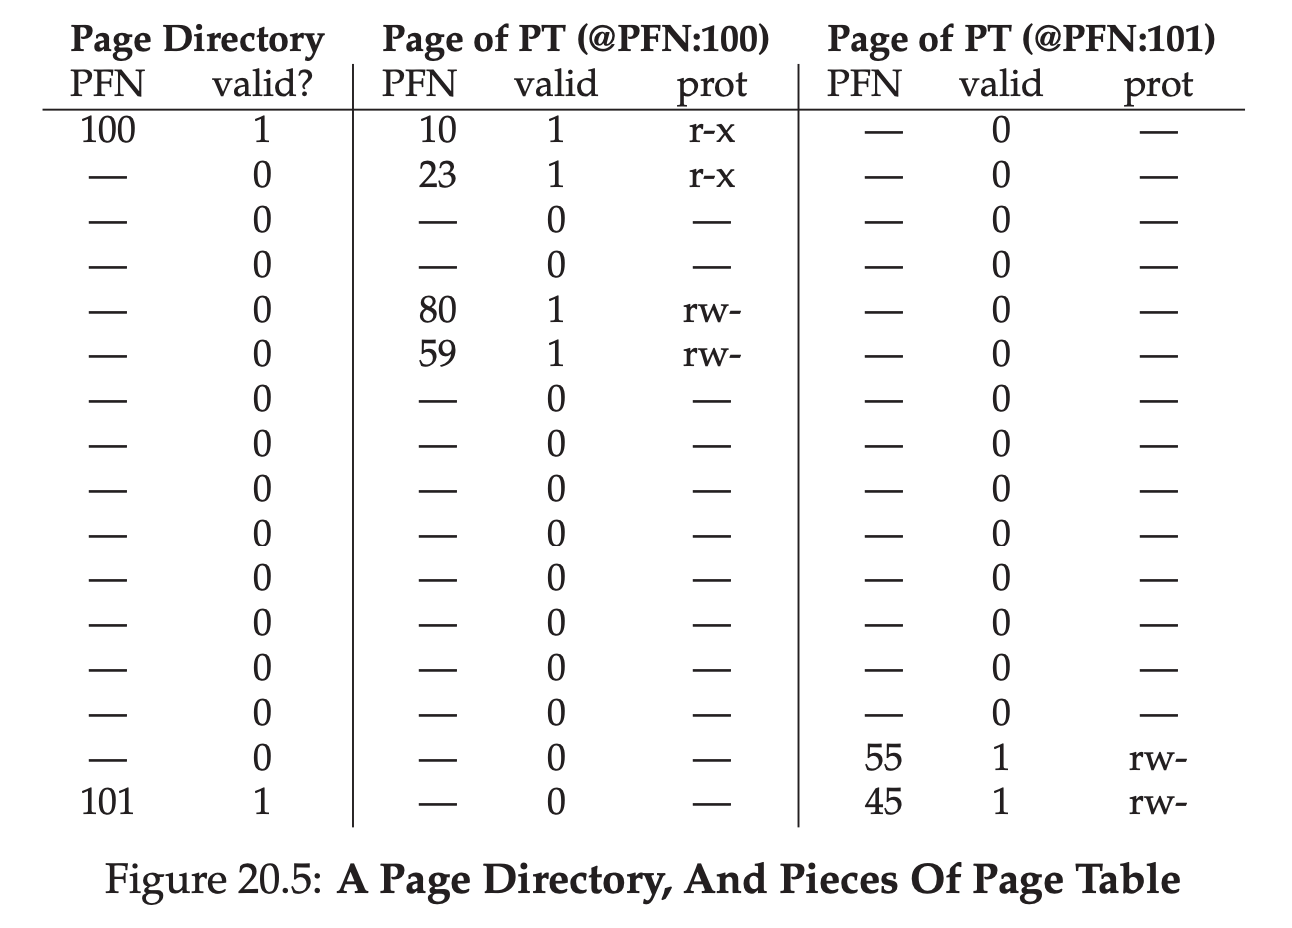 Page Directory Page of PT (@PFN:100) Page of PT (@PFN:101)
PFN valid? PFN valid prot PFN valid prot
100 1 10 1 r-x — 0 —
— 0 23 1 r-x — 0 —
— 0 — 0 — — 0 —
— 0 — 0 — — 0 —
— 0 80 1 rw- — 0 —
— 0 59 1 rw- — 0 —
— 0 — 0 — — 0 —
— 0 — 0 — — 0 —
— 0 — 0 — — 0 —
— 0 — 0 — — 0 —
— 0 — 0 — — 0 —
— 0 — 0 — — 0 —
— 0 — 0 — — 0 —
— 0 — 0 — — 0 —
— 0 — 0 — 55 1 rw-
101 1 — 0 — 45 1 rw-
Figure 20.5: A Page Directory, And Pieces Of Page Table